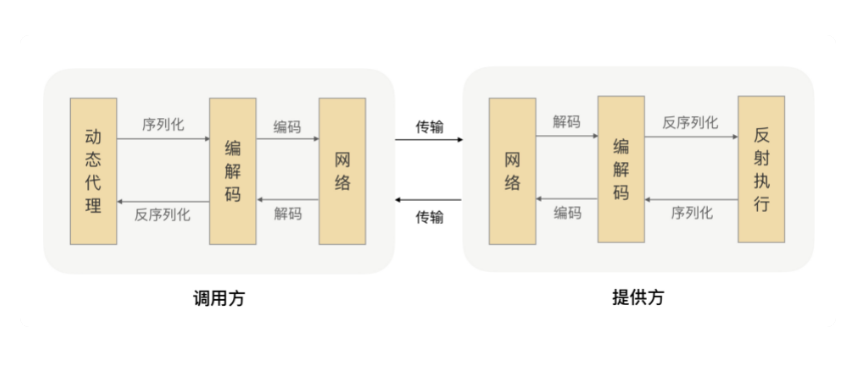 动态代理
序列化
反序列化
编解码
编码
解码
网络
传输
传输
网络
解码
编码
编解码
反序列化
序列化
反射执行
调用方
提供方